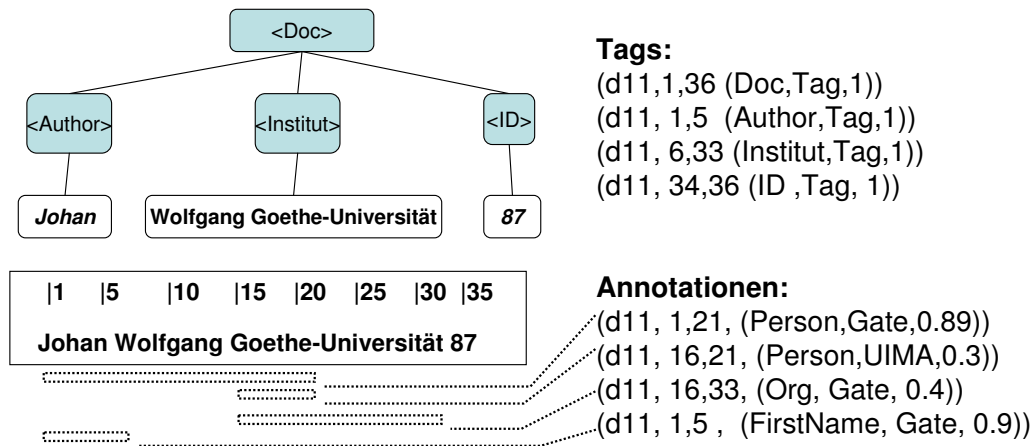 <Doc>
<Author> <Institut> <ID>
Johan Wolfgang Goethe-Universität 87
Tags:
(d11,1,36 (Doc,Tag,1))
(d11, 1,5 (Author,Tag,1))
(d11, 6,33 (Institut,Tag,1))
(d11, 34,36 (ID ,Tag, 1))
|1 |5 |10 |15 |20 |25 |30 |35
Johan Wolfgang Goethe-Universität 87
Annotationen:
(d11, 1,21, (Person,Gate,0.89))
(d11, 16,21, (Person,UIMA,0.3))
(d11, 16,33, (Org, Gate, 0.4))
(d11, 1,5 , (FirstName, Gate, 0.9))